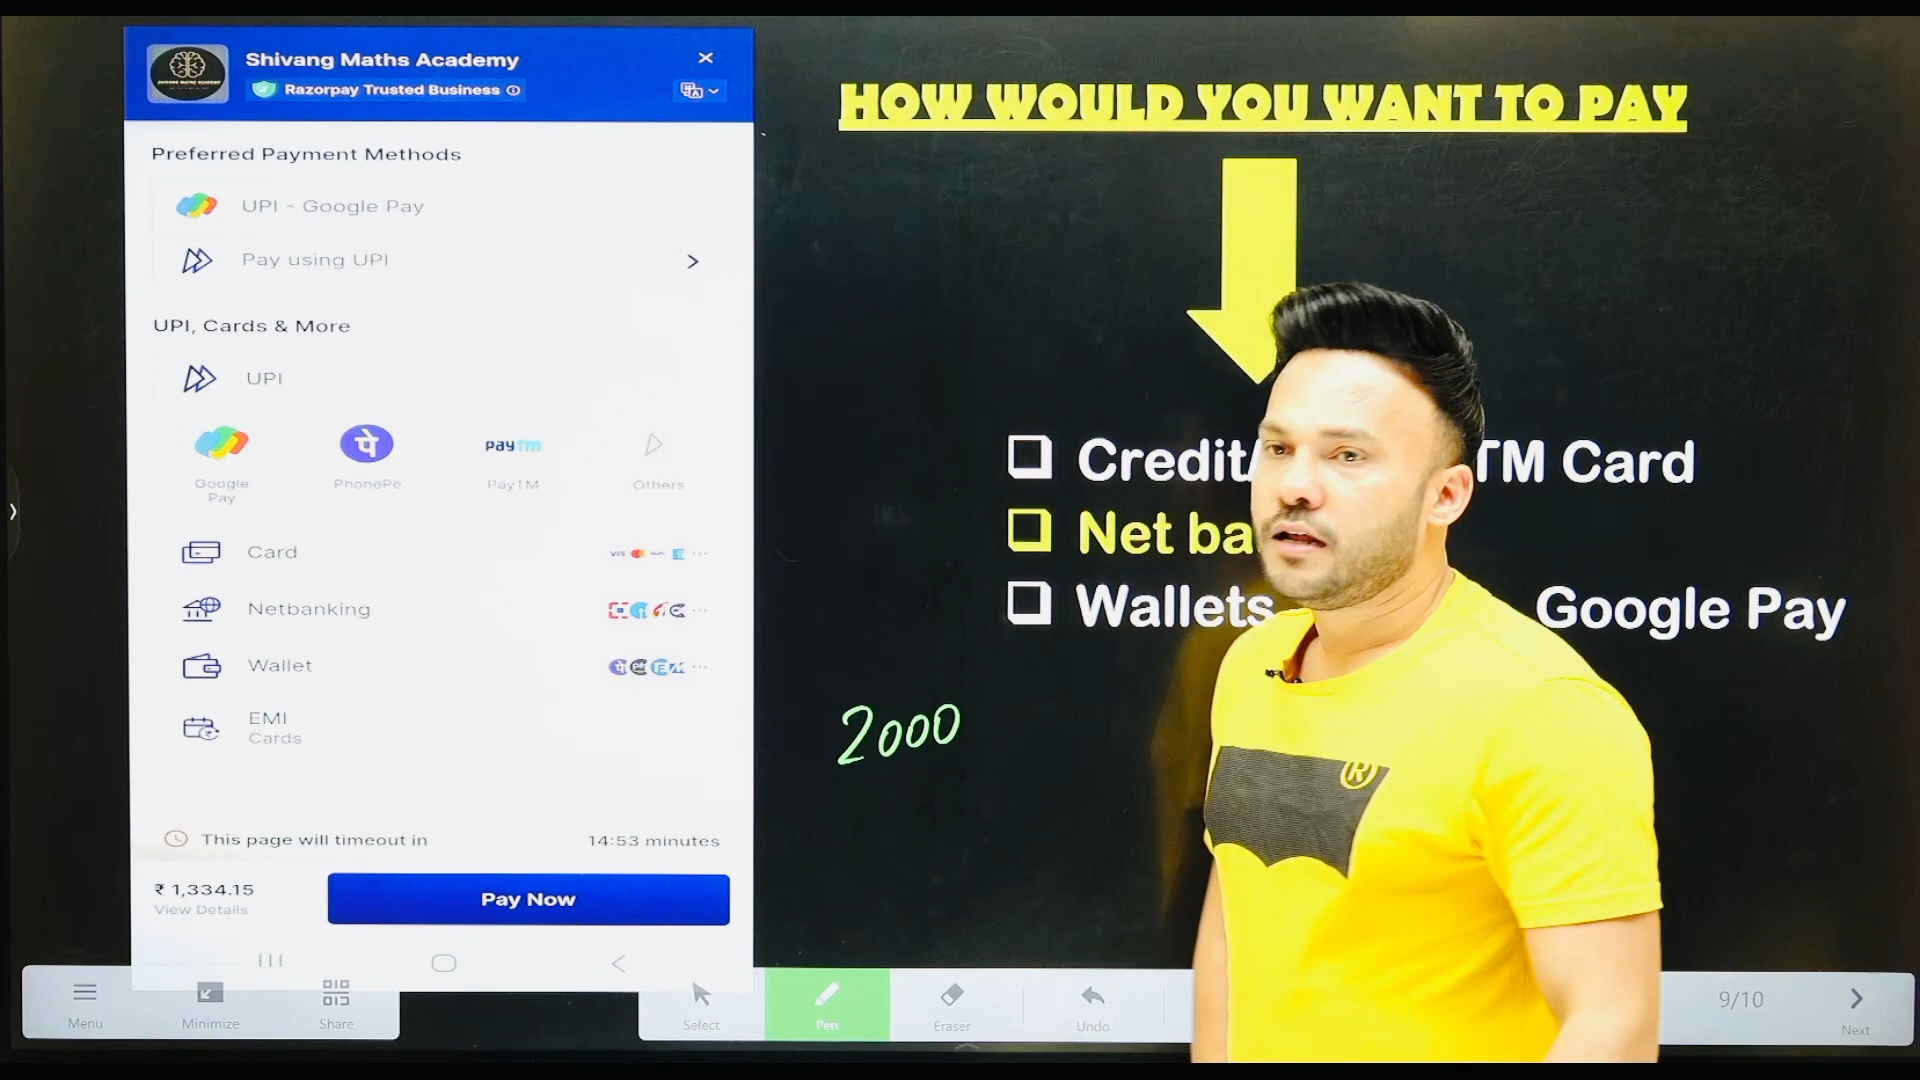 Shivang Maths Academy
Razorpay Trusted Business
Preferred Payment Methods
UPI - Google Pay
Pay using UPI
UPI, Cards & More
UPI
पे
paytm
Google Pay
PhonePe
PayTM
Others
Card
Netbanking
Wallet
EMI
Cards
This page will timeout in 14:53 minutes
₹ 1,334.15
View Details
Pay Now
HOW WOULD YOU WANT TO PAY
Credit/ TM Card
Net ba
Wallets Google Pay
2000
Menu
Minimize
Share
Select
Pen
Eraser
Undo
9/10
Next